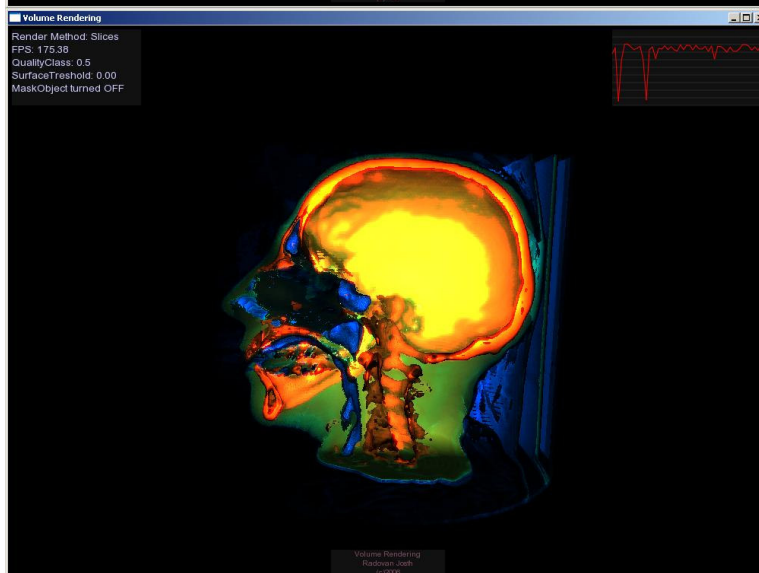 Volume Rendering
Render Method: Slices
FPS: 175.38
QualityClass: 0.5
SurfaceTreshold: 0.00
MaskObject turned OFF
Volume Rendering
Radovan Josth